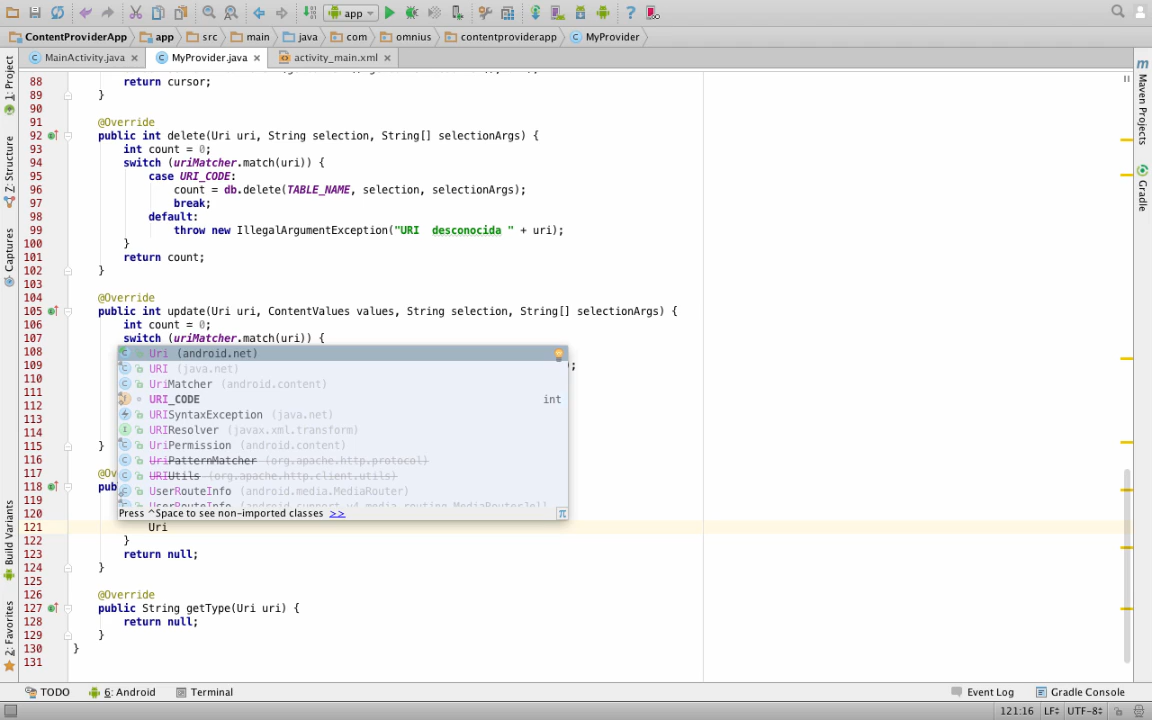 app
ContentProviderApp app src main java com omnius contentproviderapp MyProvider
MainActivity.java MyProvider.java activity_main.xml
88 return cursor;
89 }
90
91 @Override
92 public int delete(Uri uri, String selection, String[] selectionArgs) {
93 int count = 0;
94 switch (uriMatcher.match(uri)) {
95 case URI_CODE:
96 count = db.delete(TABLE_NAME, selection, selectionArgs);
97 break;
98 default:
99 throw new IllegalArgumentException("URI desconocida " + uri);
100 }
101 return count;
102 }
103
104 @Override
105 public int update(Uri uri, ContentValues values, String selection, String[] selectionArgs) {
106 int count = 0;
107 switch (uriMatcher.match(uri)) {
108
109 ;
110
111
112
113
114
115 }
116
117 @Ov
118 pub
119
120
121 Uri
122 }
123 return null;
124 }
125
126 @Override
127 public String getType(Uri uri) {
128 return null;
129 }
130 }
131
Uri (android.net)
URI (java.net)
UriMatcher (android.content)
URI_CODE int
URISyntaxException (java.net)
URIResolver (javax.xml.transform)
UriPermission (android.content)
UriPatternMatcher (org.apache.http.protocol)
URIUtils (org.apache.http.client.utils)
UserRouteInfo (android.media.MediaRouter)
Press ^Space to see non-imported classes >>
π
1: Project
Z: Structure
Captures
Build Variants
2: Favorites
m
Maven Projects
Gradle
TODO 6: Android Terminal Event Log Gradle Console
121:16 LF UTF-8